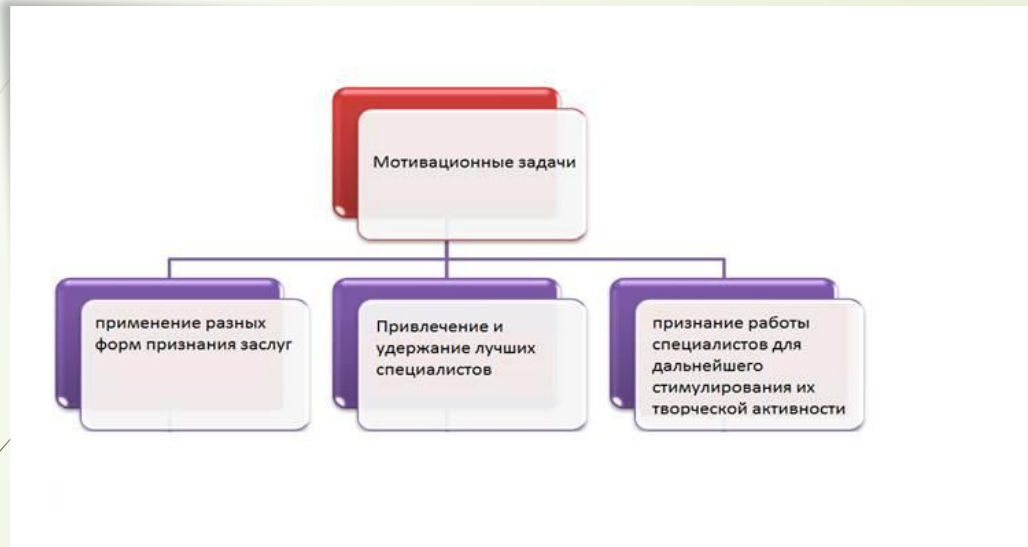 Мотивационные задачи
применение разных
форм признания заслуг
Привлечение и
удержание лучших
специалистов
признание работы
специалистов для
дальнейшего
стимулирования их
творческой активности